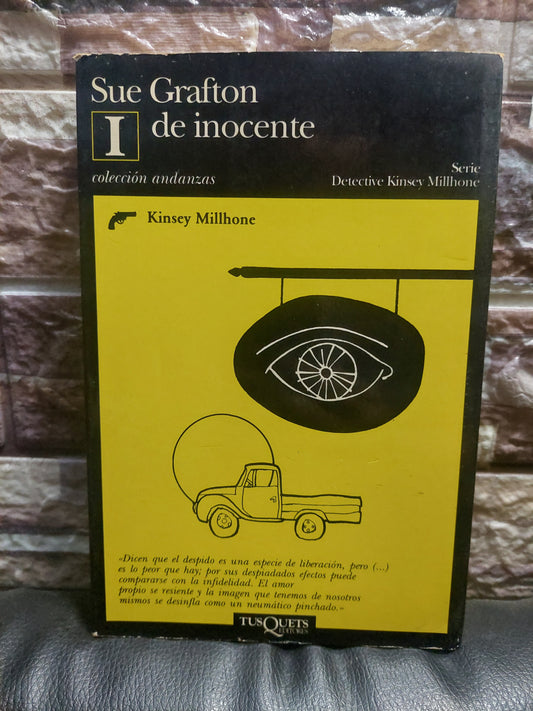 Sue Grafton
I de inocente
colección andanzas
Serie
Detective Kinsey Millhone
Kinsey Millhone
«Dicen que el despido es una especie de liberación, pero (...)
es lo peor que hay; por sus despiadados efectos puede
compararse con la infidelidad. El amor
propio se resiente y la imagen que tenemos de nosotros
mismos se desinfla como un neumático pinchado.»
TUSQUETS
EDITORES